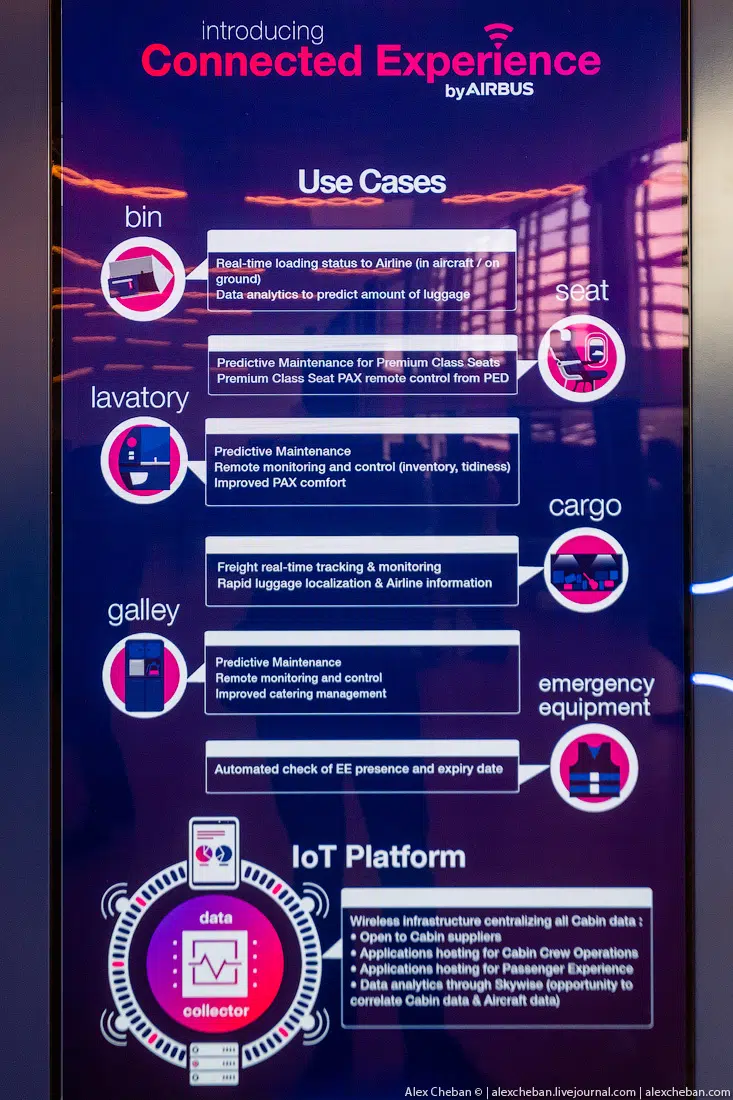 introducing
Connected Experience
by AIRBUS
Use Cases
bin
Real-time loading status to Airline (in aircraft / on
ground)
Data analytics to predict amount of luggage
seat
Predictive Maintenance for Premium Class Seats
Premium Class Seat PAX remote control from PED
lavatory
Predictive Maintenance
Remote monitoring and control (inventory, tidiness)
Improved PAX comfort
cargo
Freight real-time tracking & monitoring
Rapid luggage localization & Airline information
galley
Predictive Maintenance
Remote monitoring and control
Improved catering management
emergency
equipment
Automated check of EE presence and expiry date
IoT Platform
data
collector
Wireless infrastructure centralizing all Cabin data :
• Open to Cabin suppliers
• Applications hosting for Cabin Crew Operations
• Applications hosting for Passenger Experience
• Data analytics through Skywise (opportunity to
correlate Cabin data & Aircraft data)
Alex Cheban © | alexcheban.livejournal.com | alexcheban.com